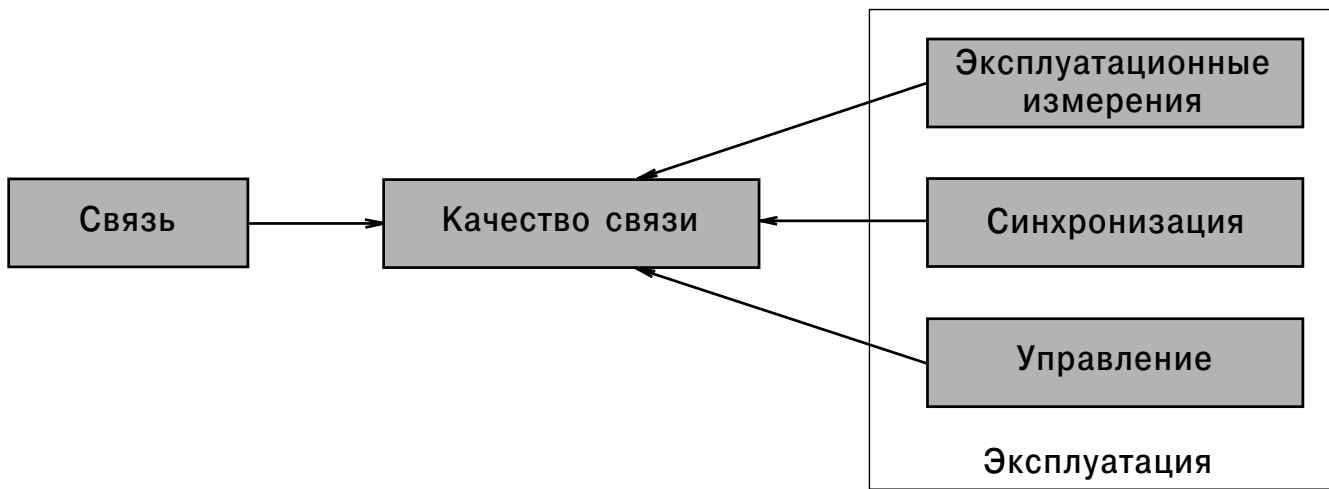 Эксплуатационные
измерения
Связь
Качество связи
Синхронизация
Управление
Эксплуатация